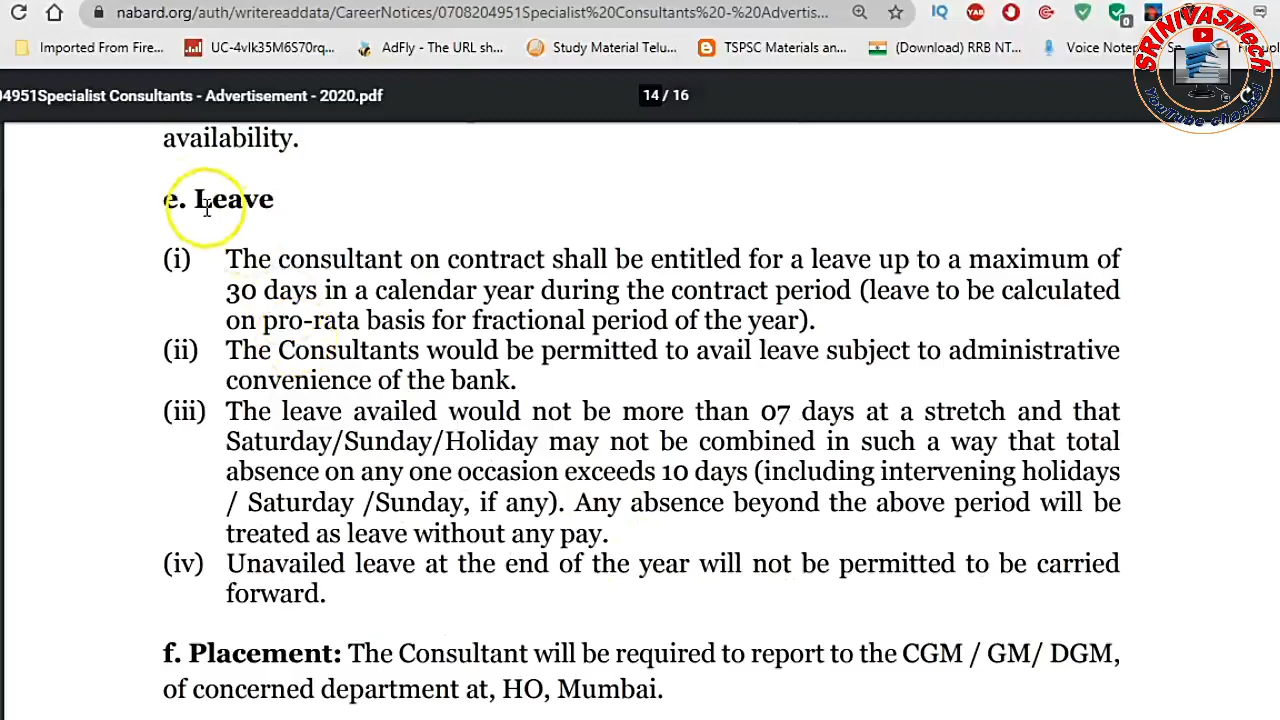 nabard.org/auth/writereaddata/CareerNotices/0708204951Specialist%20Consultants%20-%20Advertis...
Imported From Fire... UC-4vlk35M6S70rq... AdFly - The URL sh... Study Material Telu... TSPSC Materials an... (Download) RRB NT... Voice Notep
SRINIVASMech
YouTube channel
04951Specialist Consultants - Advertisement - 2020.pdf 14 / 16
availability.
e. Leave
(i) The consultant on contract shall be entitled for a leave up to a maximum of
30 days in a calendar year during the contract period (leave to be calculated
on pro-rata basis for fractional period of the year).
(ii) The Consultants would be permitted to avail leave subject to administrative
convenience of the bank.
(iii) The leave availed would not be more than 07 days at a stretch and that
Saturday/Sunday/Holiday may not be combined in such a way that total
absence on any one occasion exceeds 10 days (including intervening holidays
/ Saturday /Sunday, if any). Any absence beyond the above period will be
treated as leave without any pay.
(iv) Unavailed leave at the end of the year will not be permitted to be carried
forward.
f. Placement: The Consultant will be required to report to the CGM / GM/ DGM,
of concerned department at, HO, Mumbai.